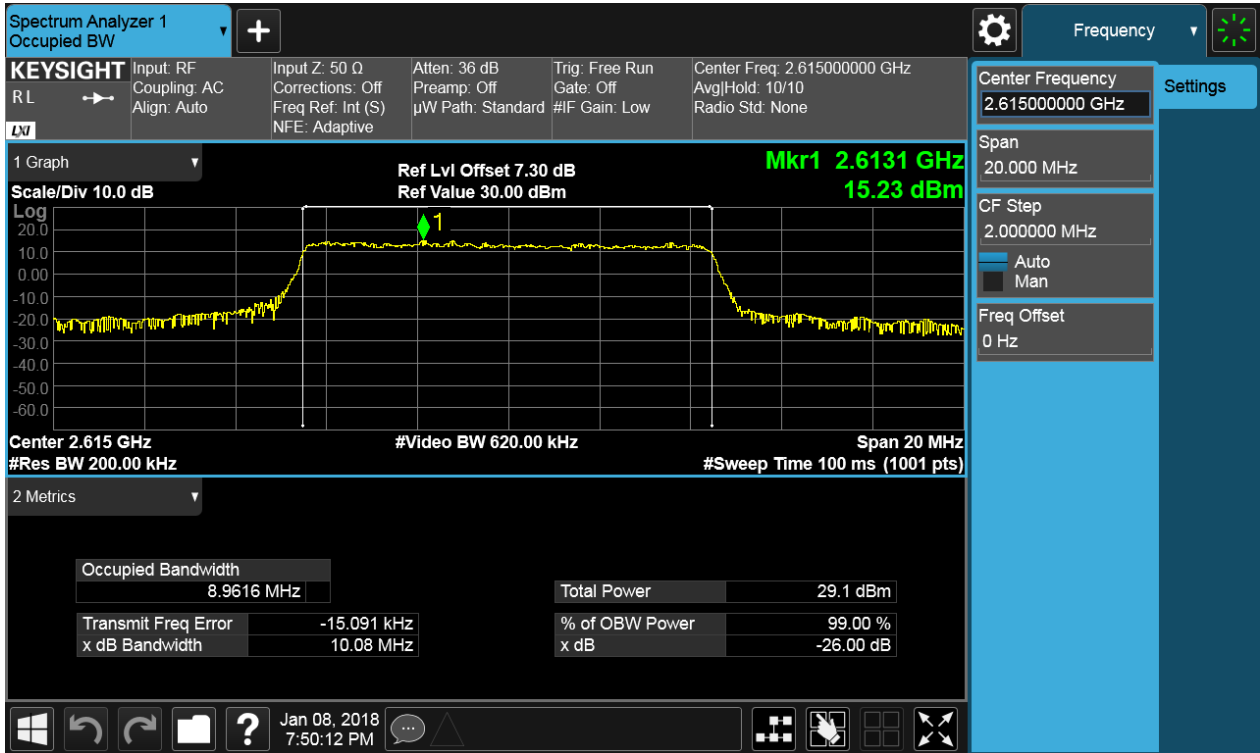 Spectrum Analyzer 1
Occupied BW
+
Frequency
KEYSIGHT
RL
LXI
Input: RF
Coupling: AC
Align: Auto
Input Z: 50 Ω
Corrections: Off
Freq Ref: Int (S)
NFE: Adaptive
Atten: 36 dB
Preamp: Off
µW Path: Standard
Trig: Free Run
Gate: Off
#IF Gain: Low
Center Freq: 2.615000000 GHz
Avg|Hold: 10/10
Radio Std: None
Center Frequency
2.615000000 GHz
Settings
Span
20.000 MHz
CF Step
2.000000 MHz
Auto
Man
Freq Offset
0 Hz
1 Graph
Scale/Div 10.0 dB
Ref Lvl Offset 7.30 dB
Ref Value 30.00 dBm
Mkr1 2.6131 GHz
15.23 dBm
Log
20.0
10.0
0.00
-10.0
-20.0
-30.0
-40.0
-50.0
-60.0
1
Center 2.615 GHz
#Video BW 620.00 kHz
Span 20 MHz
#Res BW 200.00 kHz
#Sweep Time 100 ms (1001 pts)
2 Metrics
Occupied Bandwidth
8.9616 MHz
Total Power 29.1 dBm
Transmit Freq Error -15.091 kHz
% of OBW Power 99.00 %
x dB Bandwidth 10.08 MHz
x dB -26.00 dB
?
Jan 08, 2018
7:50:12 PM